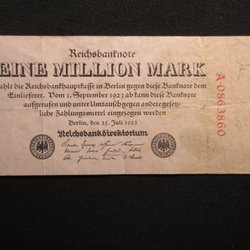 Reichsbanknote
EINE MILLION MARK
zahlt die Reichsbankhauptkasse in Berlin gegen diese Banknote dem
Einlieferer. Vom 1. September 1923 ab kann diese Banknote
aufgerufen und unter Umtausch gegen andere gesetz-
liche Zahlungsmittel eingezogen werden
Berlin, den 25. Juli 1923
Reichsbankdirektorium
A·0863860